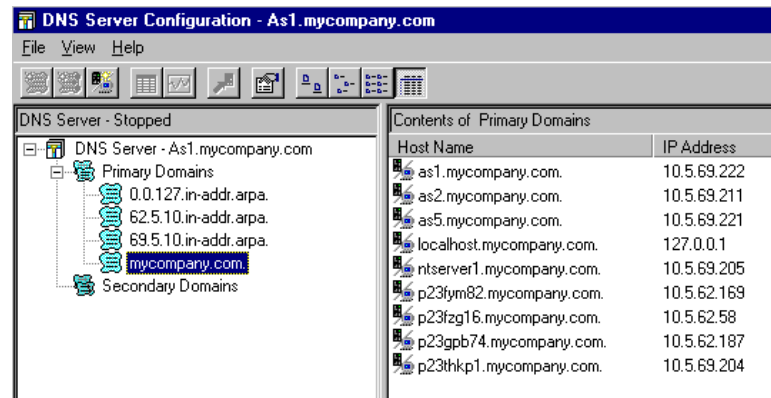 DNS Server Configuration - As1.mycompany.com
File View Help
DNS Server - Stopped
DNS Server - As1.mycompany.com
Primary Domains
0.0.127.in-addr.arpa.
62.5.10.in-addr.arpa.
69.5.10.in-addr.arpa.
mycompany.com.
Secondary Domains
Contents of Primary Domains
Host Name IP Address
as1.mycompany.com. 10.5.69.222
as2.mycompany.com. 10.5.69.211
as5.mycompany.com. 10.5.69.221
localhost.mycompany.com. 127.0.0.1
ntserver1.mycompany.com. 10.5.69.205
p23fym82.mycompany.com. 10.5.62.169
p23fzg16.mycompany.com. 10.5.62.58
p23gpb74.mycompany.com. 10.5.62.187
p23thkp1.mycompany.com. 10.5.69.204